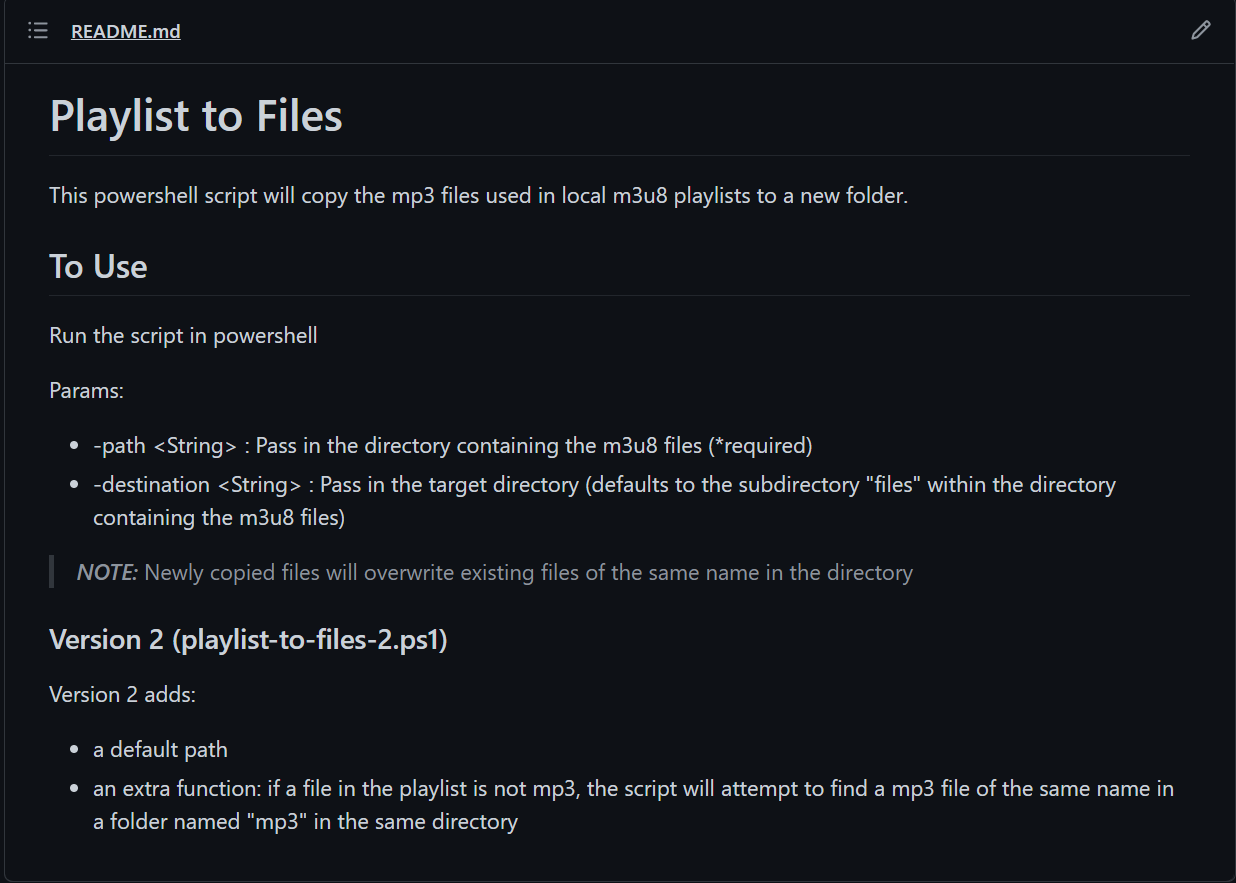 README.md
Playlist to Files
This powershell script will copy the mp3 files used in local m3u8 playlists to a new folder.
To Use
Run the script in powershell
Params:
-path <String> : Pass in the directory containing the m3u8 files (*required)
-destination <String> : Pass in the target directory (defaults to the subdirectory "files" within the directory
containing the m3u8 files)
NOTE: Newly copied files will overwrite existing files of the same name in the directory
Version 2 (playlist-to-files-2.ps1)
Version 2 adds:
a default path
an extra function: if a file in the playlist is not mp3, the script will attempt to find a mp3 file of the same name in
a folder named "mp3" in the same directory